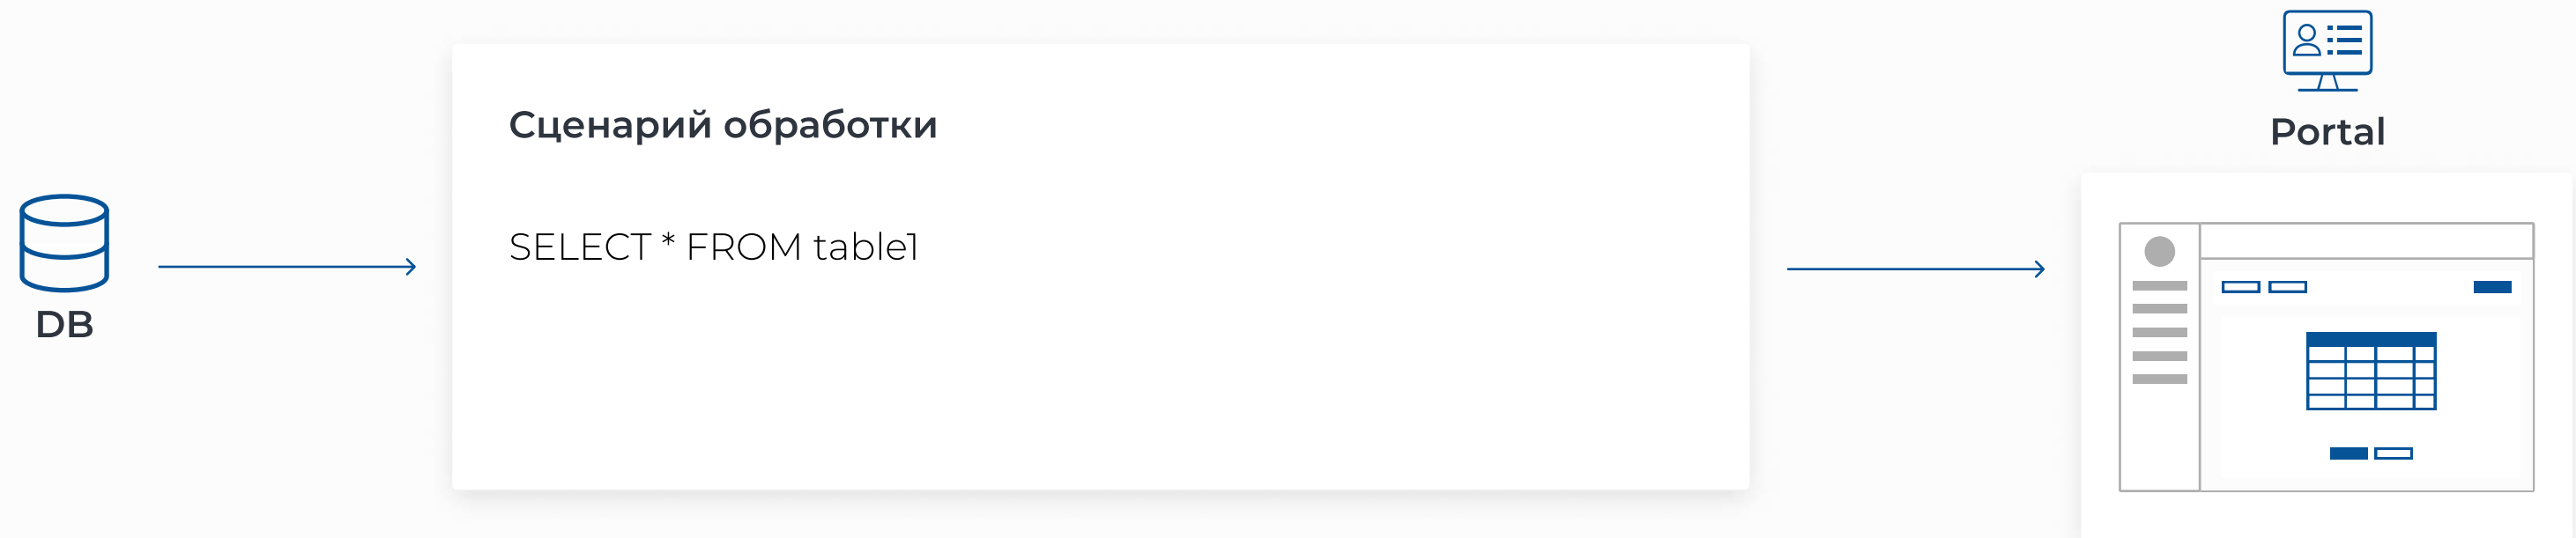 DB
Сценарий обработки
SELECT * FROM table1
Portal